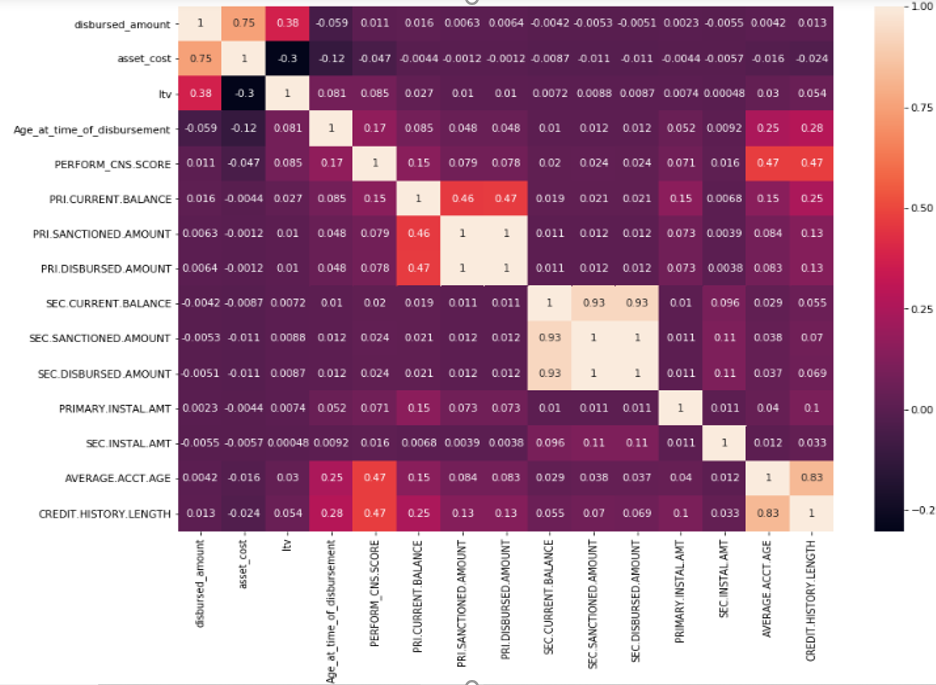 disbursed_amount 1 0.75 0.38 -0.059 0.011 0.016 0.0063 0.0064 -0.0042 -0.0053 -0.0051 0.0023 -0.0055 0.0042 0.013
asset_cost 0.75 1 -0.3 -0.12 -0.047 -0.0044 -0.0012 -0.0012 -0.0087 -0.011 -0.011 -0.0044 -0.0057 -0.016 -0.024
ltv 0.38 -0.3 1 0.081 0.085 0.027 0.01 0.01 0.0072 0.0088 0.0087 0.0074 0.00048 0.03 0.054
Age_at_time_of_disbursement -0.059 -0.12 0.081 1 0.17 0.085 0.048 0.048 0.01 0.012 0.012 0.052 0.0092 0.25 0.28
PERFORM_CNS.SCORE 0.011 -0.047 0.085 0.17 1 0.15 0.079 0.078 0.02 0.024 0.024 0.071 0.016 0.47 0.47
PRI.CURRENT.BALANCE 0.016 -0.0044 0.027 0.085 0.15 1 0.46 0.47 0.019 0.021 0.021 0.15 0.0068 0.15 0.25
PRI.SANCTIONED.AMOUNT 0.0063 -0.0012 0.01 0.048 0.079 0.46 1 1 0.011 0.012 0.012 0.073 0.0039 0.084 0.13
PRI.DISBURSED.AMOUNT 0.0064 -0.0012 0.01 0.048 0.078 0.47 1 1 0.011 0.012 0.012 0.073 0.0038 0.083 0.13
SEC.CURRENT.BALANCE -0.0042 -0.0087 0.0072 0.01 0.02 0.019 0.011 0.011 1 0.93 0.93 0.01 0.096 0.029 0.055
SEC.SANCTIONED.AMOUNT -0.0053 -0.011 0.0088 0.012 0.024 0.021 0.012 0.012 0.93 1 1 0.011 0.11 0.038 0.07
SEC.DISBURSED.AMOUNT -0.0051 -0.011 0.0087 0.012 0.024 0.021 0.012 0.012 0.93 1 1 0.011 0.11 0.037 0.069
PRIMARY.INSTAL.AMT 0.0023 -0.0044 0.0074 0.052 0.071 0.15 0.073 0.073 0.01 0.011 0.011 1 0.011 0.04 0.1
SEC.INSTAL.AMT -0.0055 -0.0057 0.00048 0.0092 0.016 0.0068 0.0039 0.0038 0.096 0.11 0.11 0.011 1 0.012 0.033
AVERAGE.ACCT.AGE 0.0042 -0.016 0.03 0.25 0.47 0.15 0.084 0.083 0.029 0.038 0.037 0.04 0.012 1 0.83
CREDIT.HISTORY.LENGTH 0.013 -0.024 0.054 0.28 0.47 0.25 0.13 0.13 0.055 0.07 0.069 0.1 0.033 0.83 1
disbursed_amount
asset_cost
ltv
Age_at_time_of_disbursement
PERFORM_CNS.SCORE
PRI.CURRENT.BALANCE
PRI.SANCTIONED.AMOUNT
PRI.DISBURSED.AMOUNT
SEC.CURRENT.BALANCE
SEC.SANCTIONED.AMOUNT
SEC.DISBURSED.AMOUNT
PRIMARY.INSTAL.AMT
SEC.INSTAL.AMT
AVERAGE.ACCT.AGE
CREDIT.HISTORY.LENGTH
1.00
0.75
0.50
0.25
0.00
-0.2